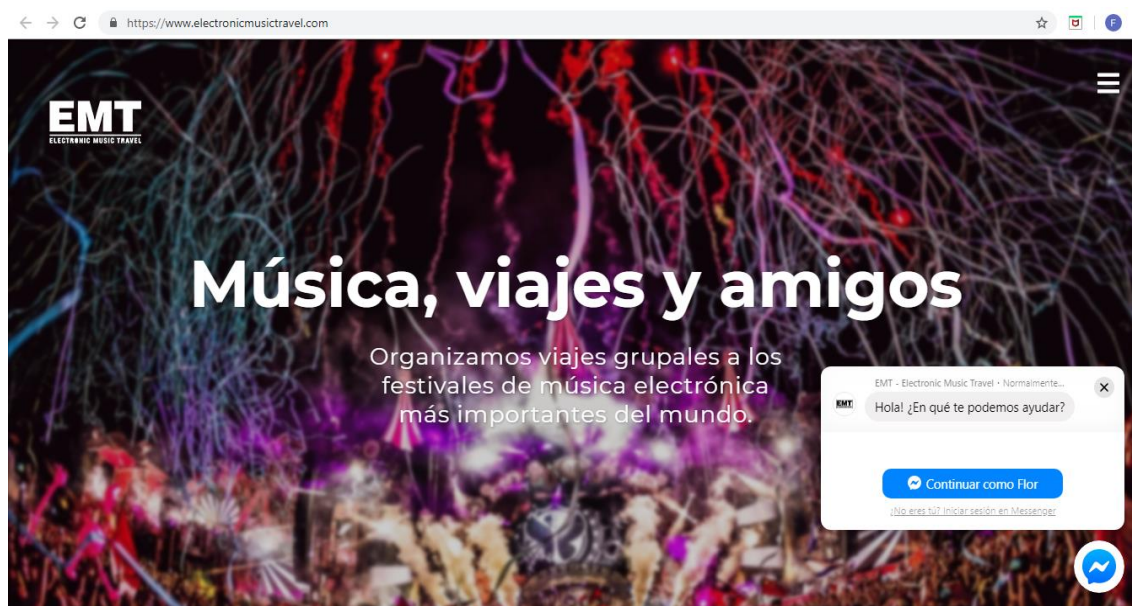 https://www.electronicmusictravel.com
F
EMT
ELECTRONIC MUSIC TRAVEL
Música, viajes y amigos
Organizamos viajes grupales a los
festivales de música electrónica
más importantes del mundo.
EMT - Electronic Music Travel · Normalmente...
EMT
Hola! ¿En qué te podemos ayudar?
Continuar como Flor
¿No eres tú? Iniciar sesión en Messenger